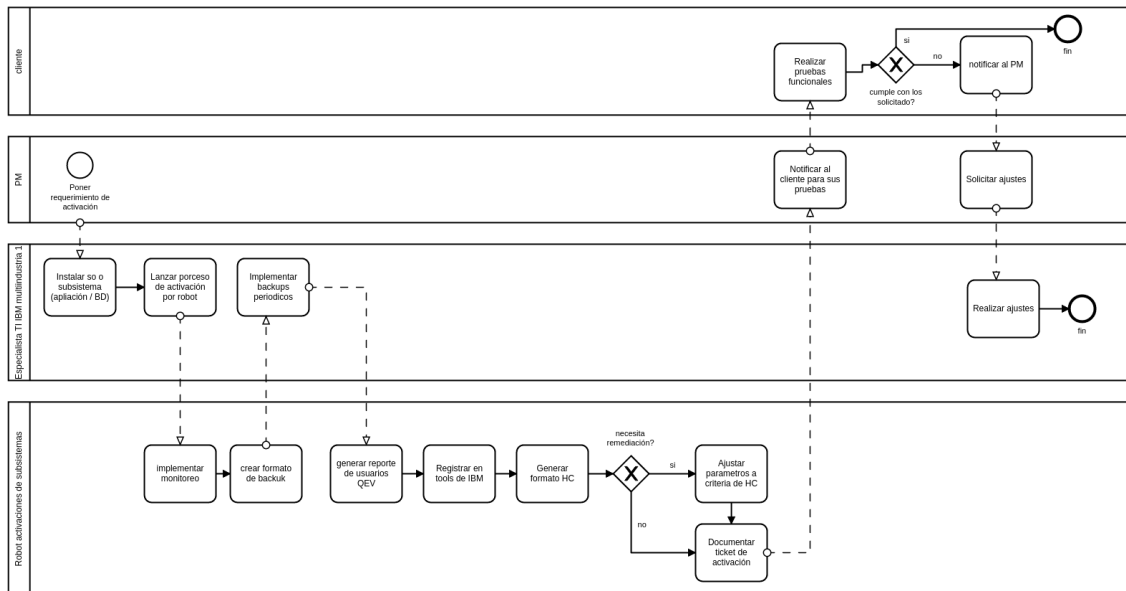 cliente
Realizar
pruebas
funcionales
si
no
cumple con los
solicitado?
notificar al PM
fin
PM
Poner
requerimiento de
activación
Notificar al
cliente para sus
pruebas
Solicitar ajustes
Especialista TI IBM multiindustria 1
Instalar so o
subsistema
(apliación / BD)
Lanzar porceso
de activación
por robot
Implementar
backups
periodicos
Realizar ajustes
fin
Robot activaciones de subsistemas
implementar
monitoreo
crear formato
de backuk
generar reporte
de usuarios
QEV
Registrar en
tools de IBM
Generar
formato HC
necesita
remediación?
si
no
Ajustar
parametros a
criteria de HC
Documentar
ticket de
activación